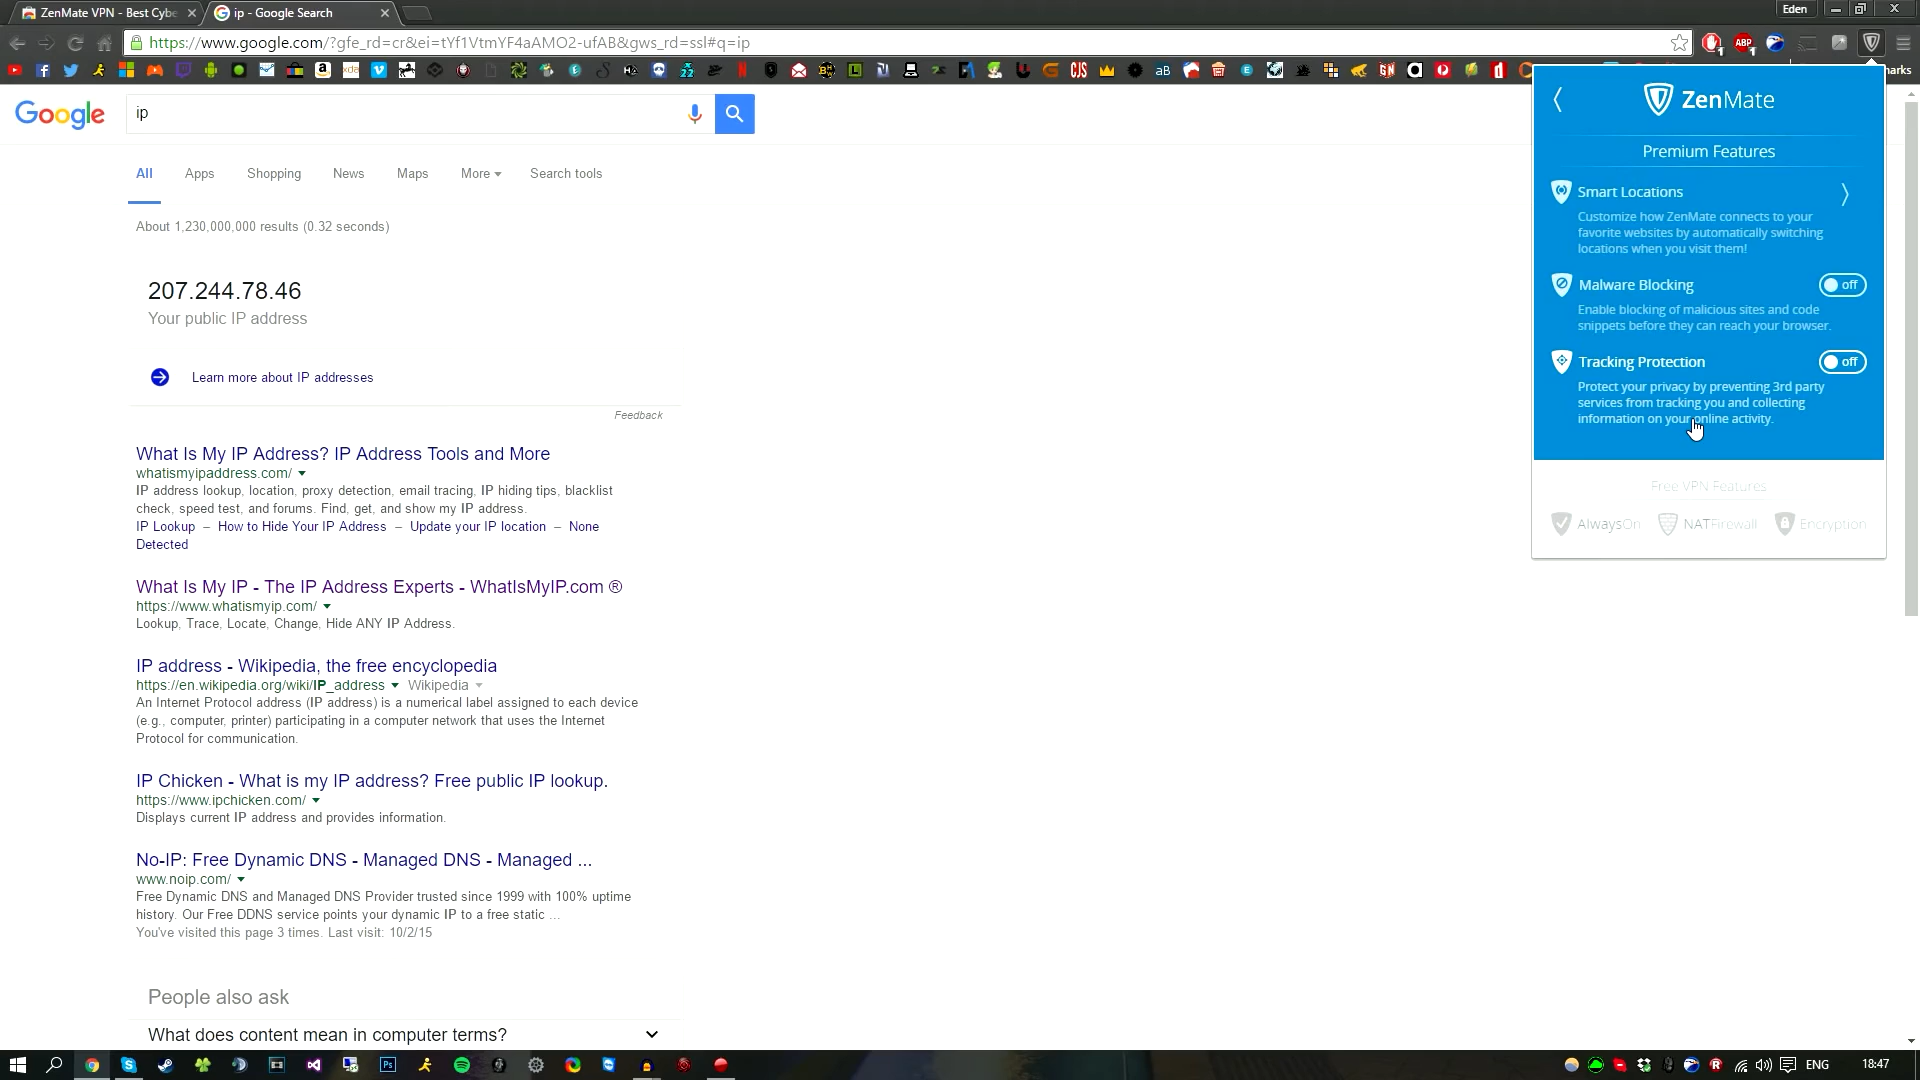 ZenMate VPN - Best Cybe
ip - Google Search
Eden
https://www.google.com/?gfe_rd=cr&ei=tYf1VtmYF4aAMO2-ufAB&gws_rd=ssl#q=ip
Google
ip
All
Apps
Shopping
News
Maps
More
Search tools
About 1,230,000,000 results (0.32 seconds)
207.244.78.46
Your public IP address
Learn more about IP addresses
Feedback
What Is My IP Address? IP Address Tools and More
whatismyipaddress.com/
IP address lookup, location, proxy detection, email tracing, IP hiding tips, blacklist
check, speed test, and forums. Find, get, and show my IP address.
IP Lookup – How to Hide Your IP Address – Update your IP location – None
Detected
What Is My IP - The IP Address Experts - WhatIsMyIP.com ®
https://www.whatismyip.com/
Lookup, Trace, Locate, Change, Hide ANY IP Address.
IP address - Wikipedia, the free encyclopedia
https://en.wikipedia.org/wiki/IP_address Wikipedia
An Internet Protocol address (IP address) is a numerical label assigned to each device
(e.g., computer, printer) participating in a computer network that uses the Internet
Protocol for communication.
IP Chicken - What is my IP address? Free public IP lookup.
https://www.ipchicken.com/
Displays current IP address and provides information.
No-IP: Free Dynamic DNS - Managed DNS - Managed ...
www.noip.com/
Free Dynamic DNS and Managed DNS Provider trusted since 1999 with 100% uptime
history. Our Free DDNS service points your dynamic IP to a free static ...
You've visited this page 3 times. Last visit: 10/2/15
People also ask
What does content mean in computer terms?
marks
ZenMate
Premium Features
Smart Locations
Customize how ZenMate connects to your
favorite websites by automatically switching
locations when you visit them!
Malware Blocking
off
Enable blocking of malicious sites and code
snippets before they can reach your browser.
Tracking Protection
off
Protect your privacy by preventing 3rd party
services from tracking you and collecting
information on your online activity.
Free VPN Features
AlwaysOn
NATFirewall
Encryption
ENG
18:47